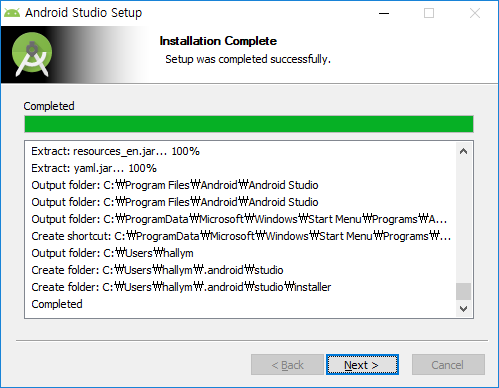 Android Studio Setup
Installation Complete
Setup was completed successfully.
Completed
Extract: resources_en.jar... 100%
Extract: yaml.jar... 100%
Output folder: C:₩Program Files₩Android₩Android Studio
Output folder: C:₩Program Files₩Android₩Android Studio
Output folder: C:₩ProgramData₩Microsoft₩Windows₩Start Menu₩Programs₩A...
Create shortcut: C:₩ProgramData₩Microsoft₩Windows₩Start Menu₩Programs₩...
Output folder: C:₩Users₩hallym
Create folder: C:₩Users₩hallym₩.android₩studio
Create folder: C:₩Users₩hallym₩.android₩studio₩installer
Completed
< Back Next > Cancel